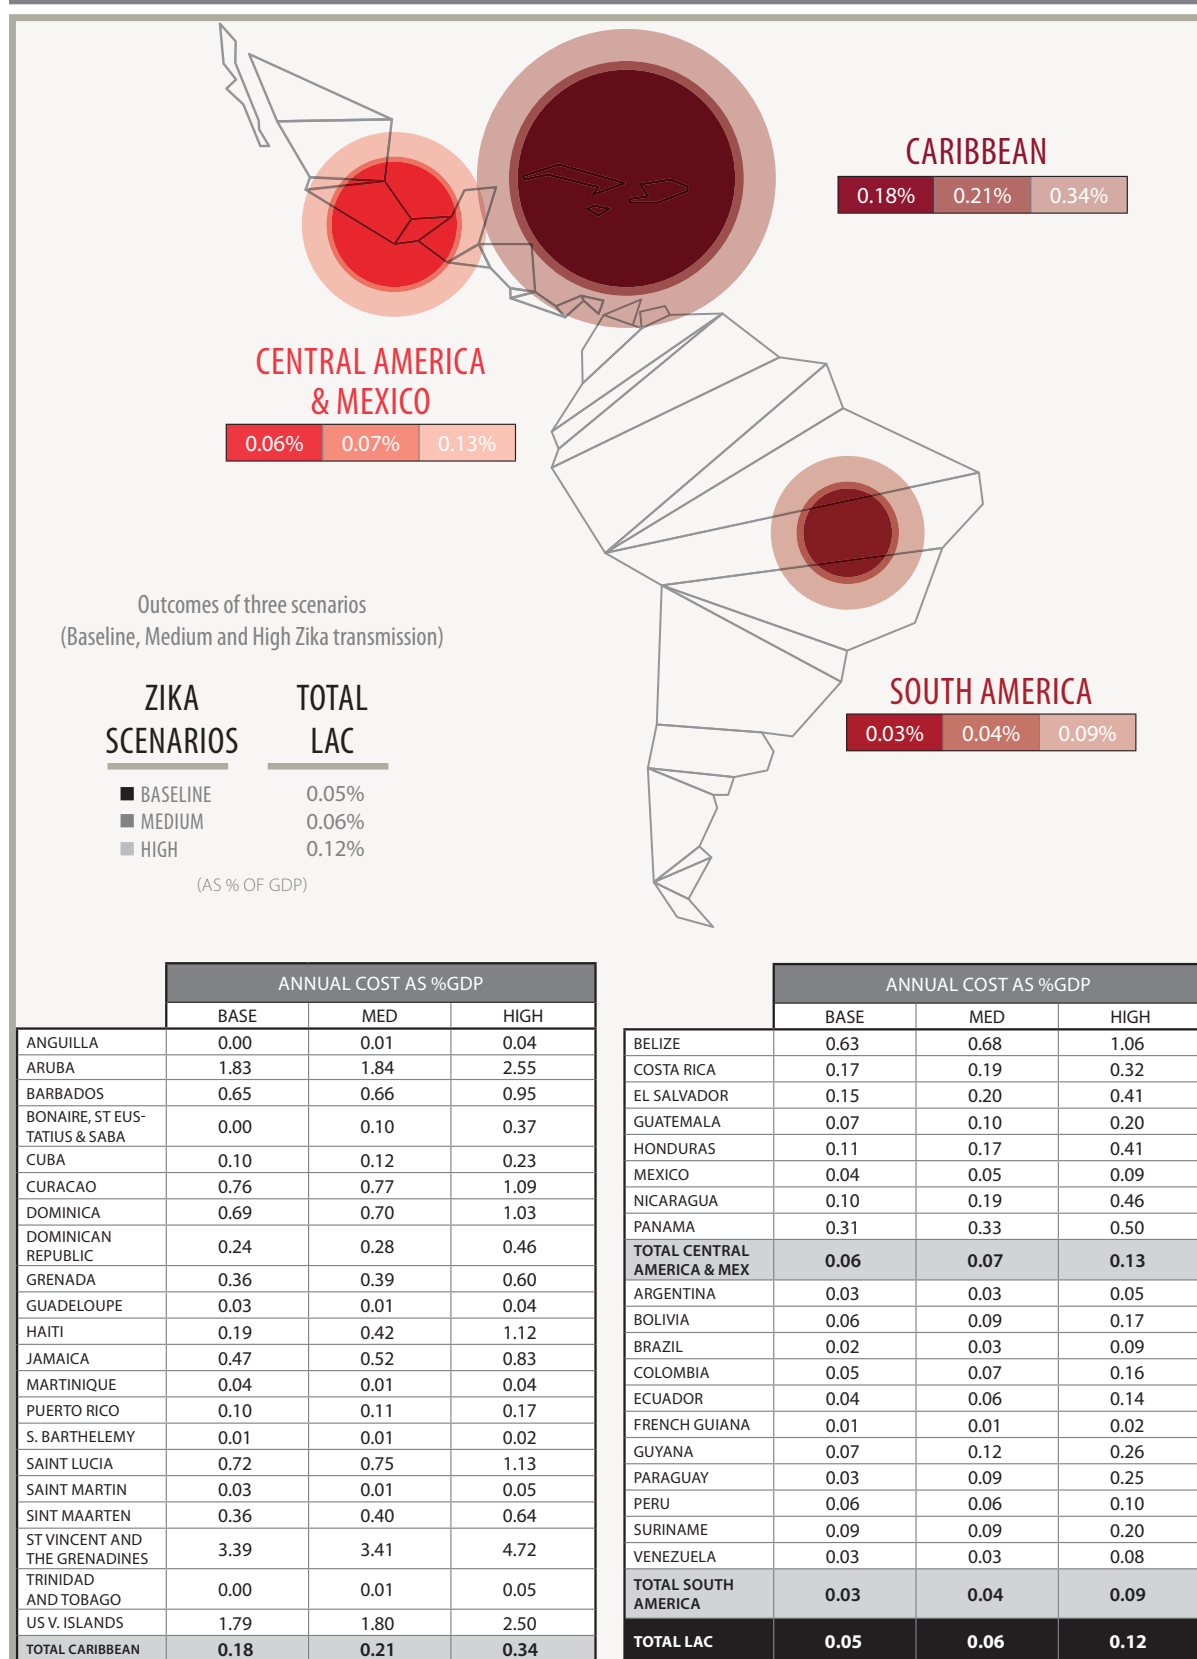 CARIBBEAN
0.18% 0.21% 0.34%
CENTRAL AMERICA
& MEXICO
0.06% 0.07% 0.13%
Outcomes of three scenarios
(Baseline, Medium and High Zika transmission)
ZIKA
SCENARIOS
TOTAL
LAC
BASELINE 0.05%
MEDIUM 0.06%
HIGH 0.12%
(AS % OF GDP)
SOUTH AMERICA
0.03% 0.04% 0.09%
ANNUAL COST AS %GDP
BASE MED HIGH
ANGUILLA 0.00 0.01 0.04
ARUBA 1.83 1.84 2.55
BARBADOS 0.65 0.66 0.95
BONAIRE, ST EUS-
TATIUS & SABA 0.00 0.10 0.37
CUBA 0.10 0.12 0.23
CURACAO 0.76 0.77 1.09
DOMINICA 0.69 0.70 1.03
DOMINICAN
REPUBLIC 0.24 0.28 0.46
GRENADA 0.36 0.39 0.60
GUADELOUPE 0.03 0.01 0.04
HAITI 0.19 0.42 1.12
JAMAICA 0.47 0.52 0.83
MARTINIQUE 0.04 0.01 0.04
PUERTO RICO 0.10 0.11 0.17
S. BARTHELEMY 0.01 0.01 0.02
SAINT LUCIA 0.72 0.75 1.13
SAINT MARTIN 0.03 0.01 0.05
SINT MAARTEN 0.36 0.40 0.64
ST VINCENT AND
THE GRENADINES 3.39 3.41 4.72
TRINIDAD
AND TOBAGO 0.00 0.01 0.05
US V. ISLANDS 1.79 1.80 2.50
TOTAL CARIBBEAN 0.18 0.21 0.34
ANNUAL COST AS %GDP
BASE MED HIGH
BELIZE 0.63 0.68 1.06
COSTA RICA 0.17 0.19 0.32
EL SALVADOR 0.15 0.20 0.41
GUATEMALA 0.07 0.10 0.20
HONDURAS 0.11 0.17 0.41
MEXICO 0.04 0.05 0.09
NICARAGUA 0.10 0.19 0.46
PANAMA 0.31 0.33 0.50
TOTAL CENTRAL
AMERICA & MEX 0.06 0.07 0.13
ARGENTINA 0.03 0.03 0.05
BOLIVIA 0.06 0.09 0.17
BRAZIL 0.02 0.03 0.09
COLOMBIA 0.05 0.07 0.16
ECUADOR 0.04 0.06 0.14
FRENCH GUIANA 0.01 0.01 0.02
GUYANA 0.07 0.12 0.26
PARAGUAY 0.03 0.09 0.25
PERU 0.06 0.06 0.10
SURINAME 0.09 0.09 0.20
VENEZUELA 0.03 0.03 0.08
TOTAL SOUTH
AMERICA 0.03 0.04 0.09
TOTAL LAC 0.05 0.06 0.12